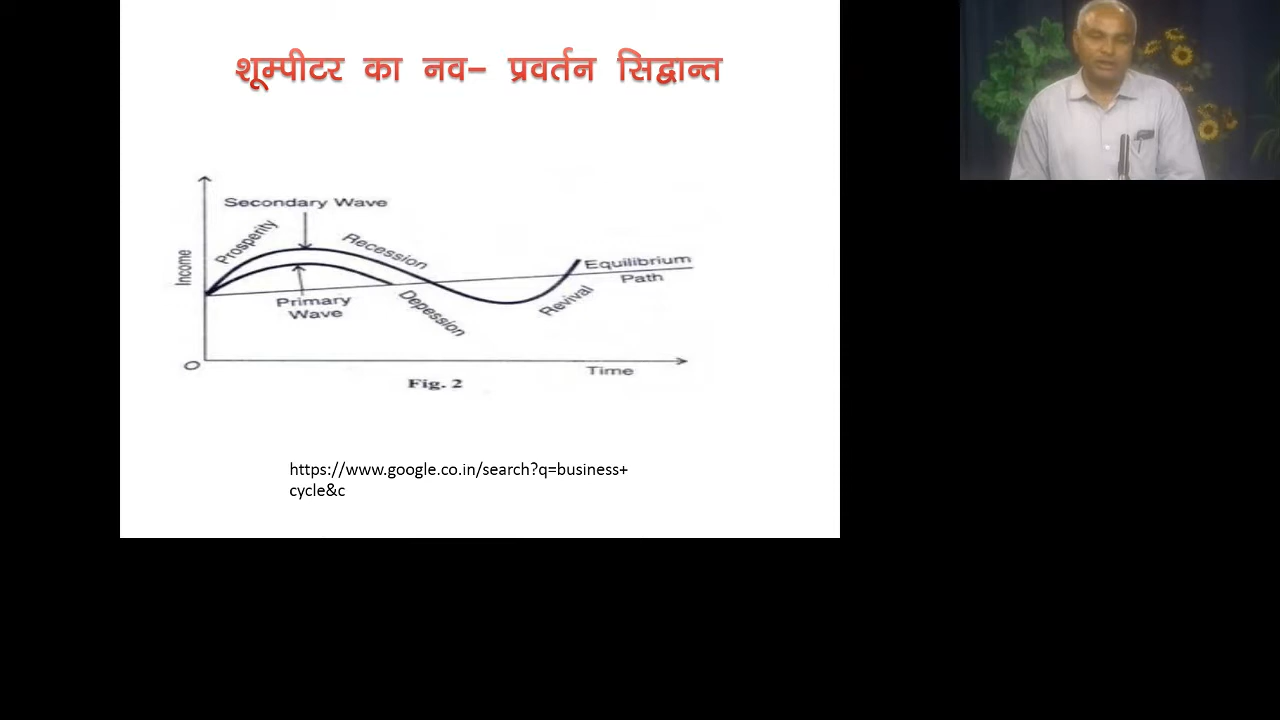 शूम्पीटर का नव– प्रवर्तन सिद्वान्त
Secondary Wave
Prosperity
Recession
Income
Equilibrium
Path
Primary
Wave
Depession
Revival
O
Time
Fig. 2
https://www.google.co.in/search?q=business+
cycle&c